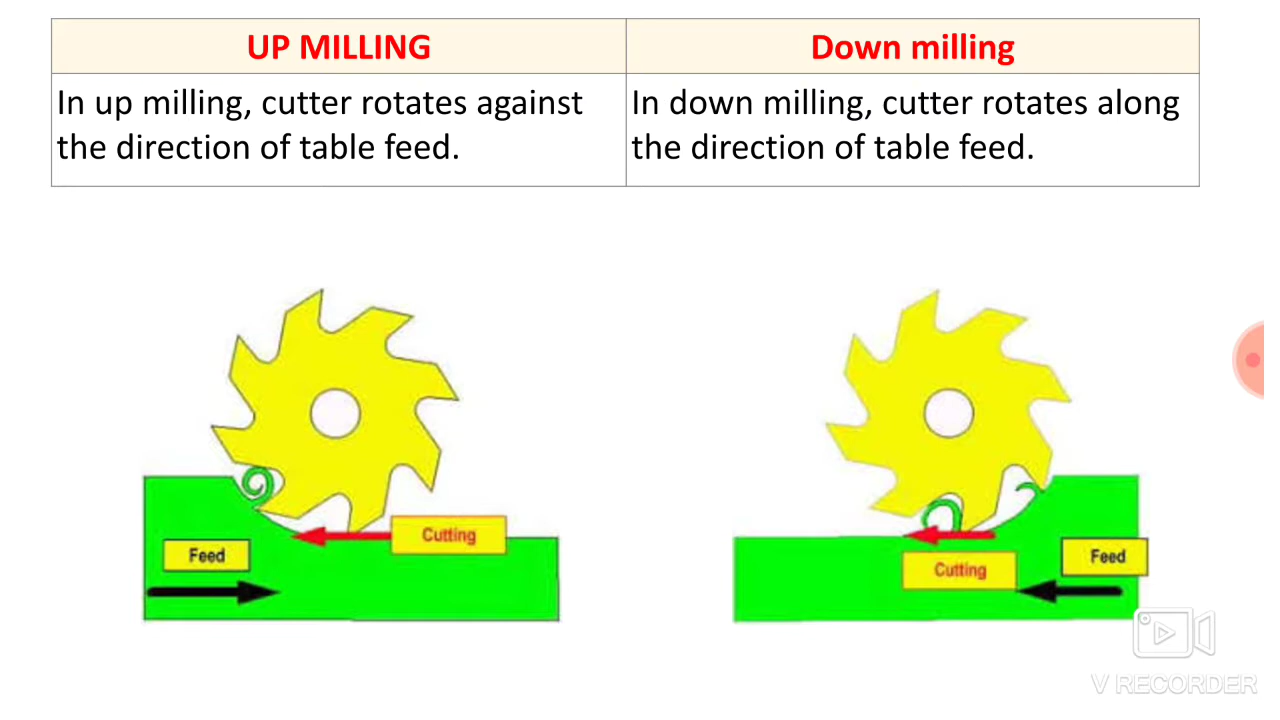 UP MILLING
Down milling
In up milling, cutter rotates against
the direction of table feed.
In down milling, cutter rotates along
the direction of table feed.
Cutting
Feed
Cutting
Feed
V RECORDER